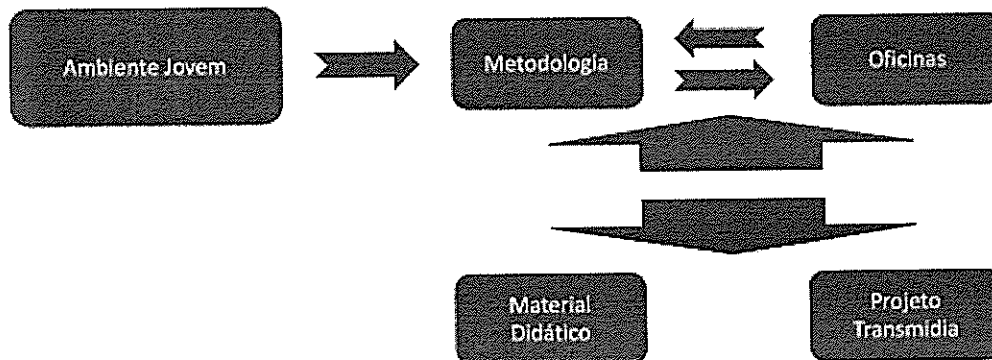 Ambiente Jovem
Metodologia
Oficinas
Material
Didático
Projeto
Transmídia